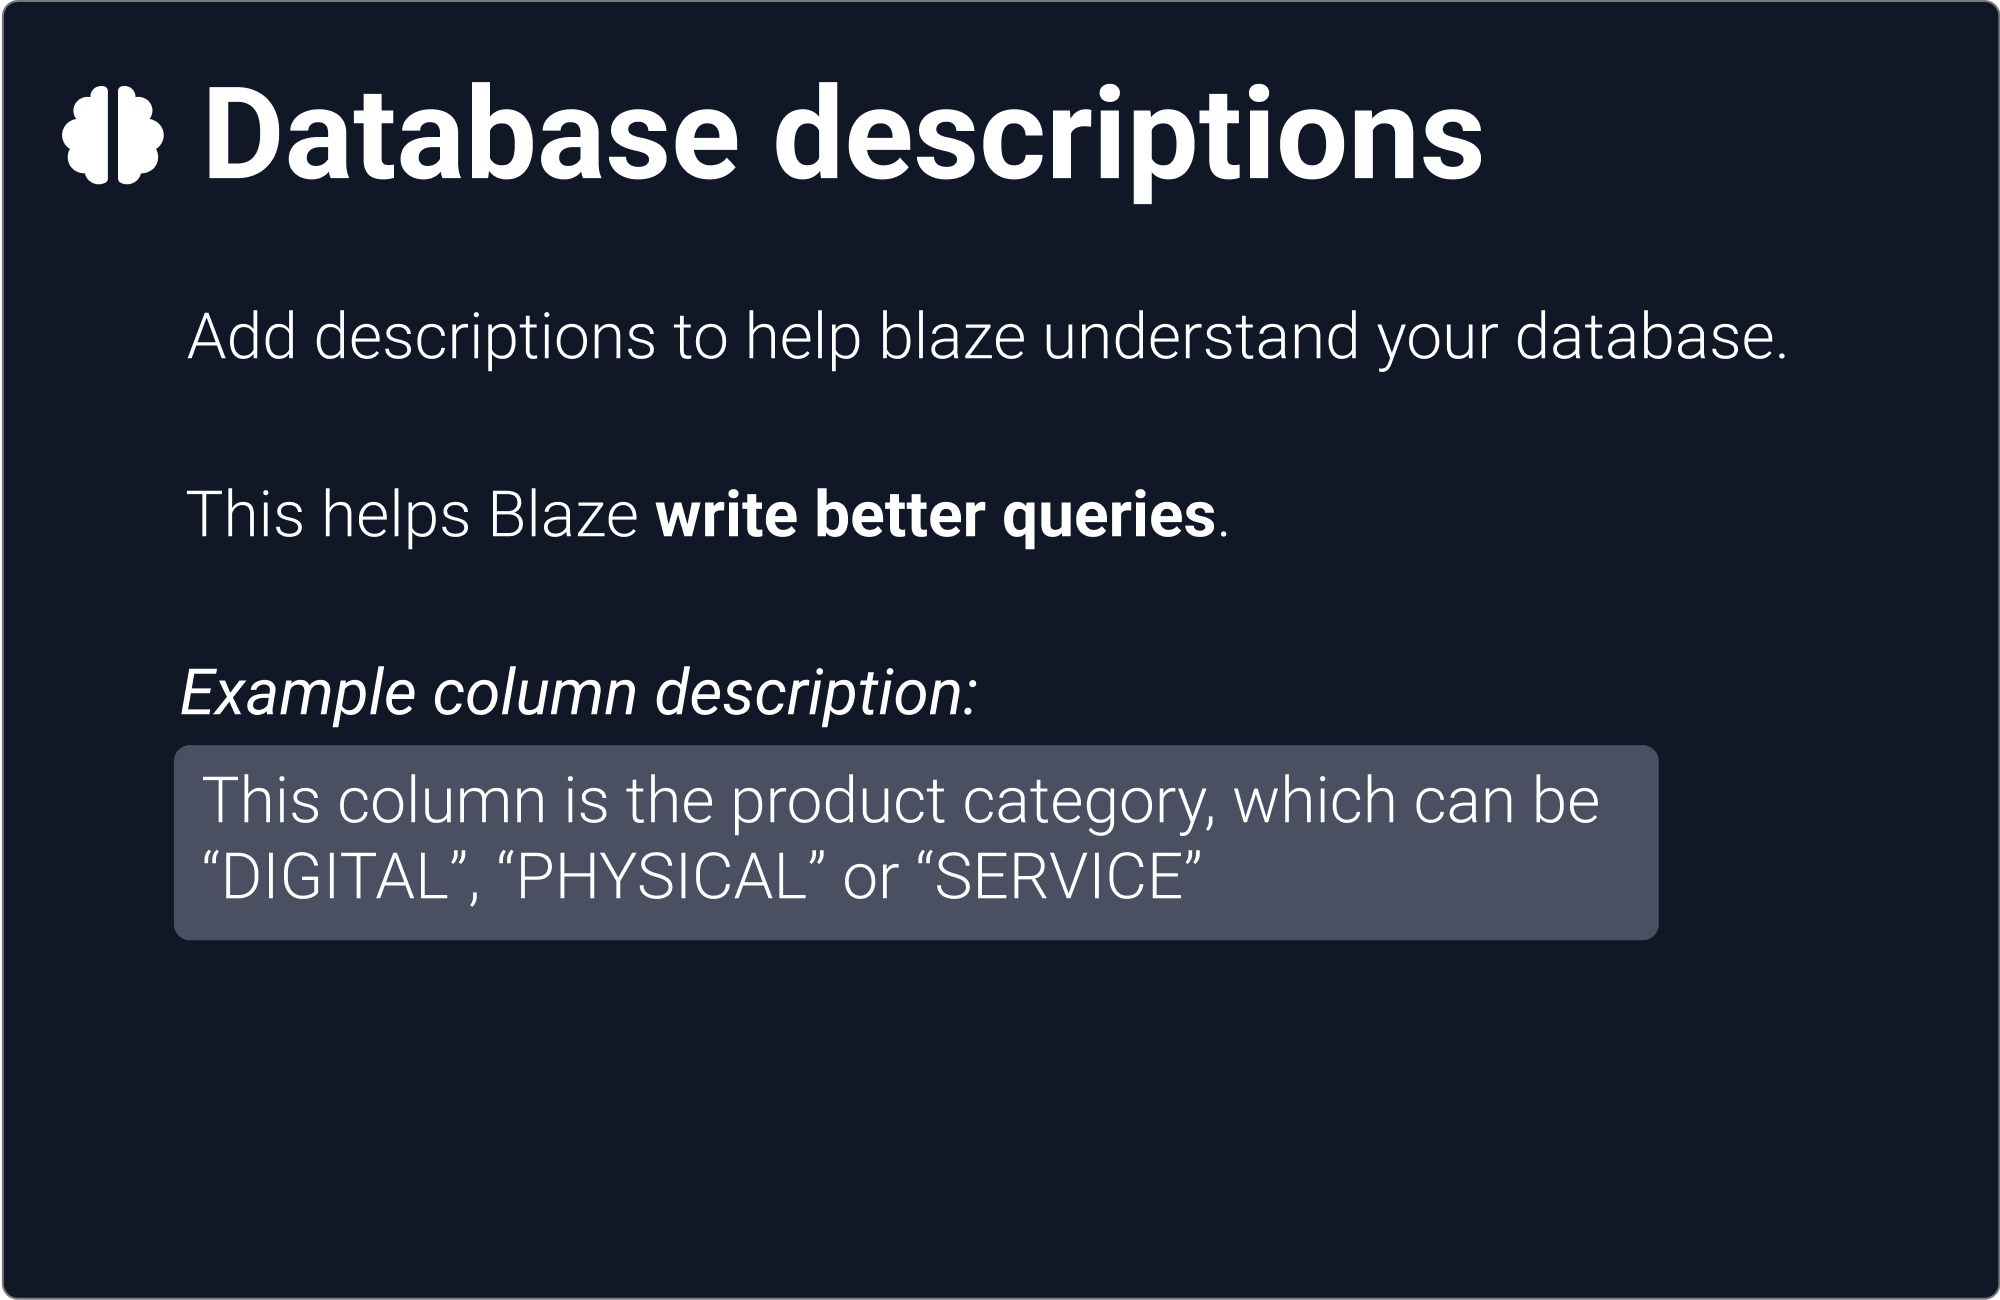 Database descriptions
Add descriptions to help blaze understand your database.
This helps Blaze write better queries.
Example column description:
This column is the product category, which can be
“DIGITAL”, “PHYSICAL” or “SERVICE”